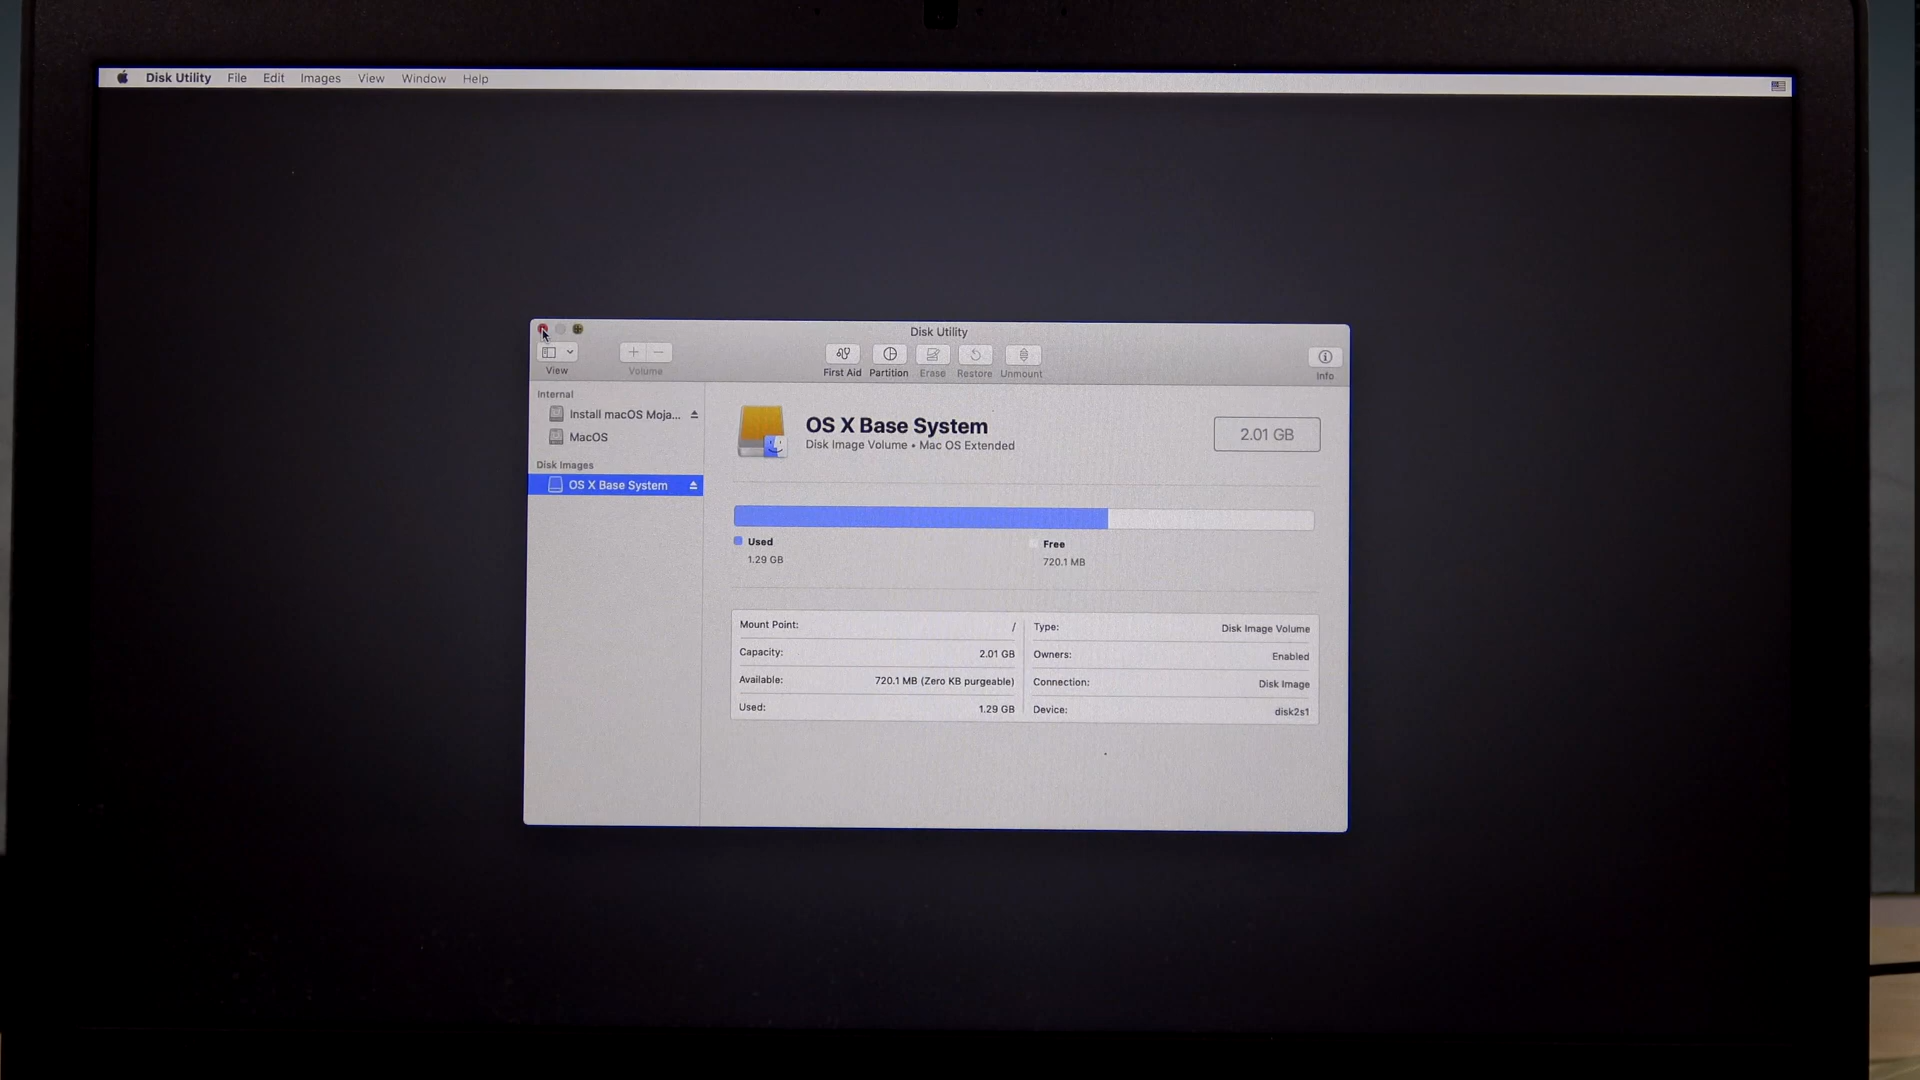 Disk Utility File Edit Images View Window Help
Disk Utility
View Volume First Aid Partition Erase Restore Unmount Info
Internal
Install macOS Moja...
MacOS
Disk Images
OS X Base System
OS X Base System
Disk Image Volume • Mac OS Extended
2.01 GB
Used
1.29 GB
Free
720.1 MB
Mount Point: /
Capacity: 2.01 GB
Available: 720.1 MB (Zero KB purgeable)
Used: 1.29 GB
Type: Disk Image Volume
Owners: Enabled
Connection: Disk Image
Device: disk2s1